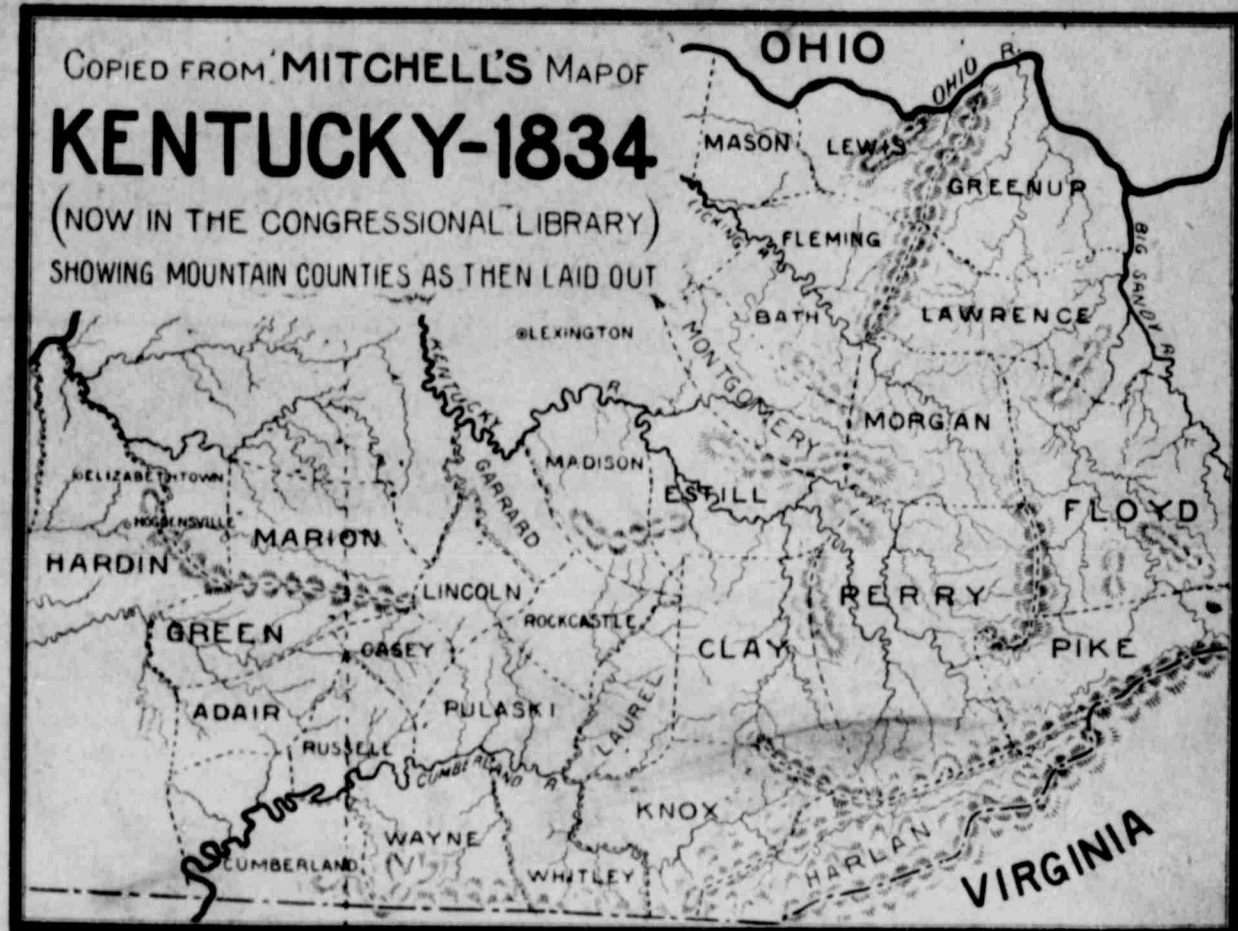 COPIED FROM MITCHELL'S MAP OF
KENTUCKY-1834
(NOW IN THE CONGRESSIONAL LIBRARY)
SHOWING MOUNTAIN COUNTIES AS THEN LAID OUT
OHIO
OHIO R.
MASON
LEWIS
GREENUP
LICKING R.
FLEMING
BIG SANDY R.
BATH
LAWRENCE
LEXINGTON
MONTGOMERY
KENTUCKY R.
MORGAN
ELIZABETHTOWN
GARRARD
MADISON
ESTILL
FLOYD
HODGENSVILLE
MARION
HARDIN
LINCOLN
PERRY
GREEN
CASEY
ROCKCASTLE
CLAY
PIKE
ADAIR
PULASKI
LAUREL
RUSSELL
CUMBERLAND R.
KNOX
WAYNE
HARLAN
VIRGINIA
CUMBERLAND
WHITLEY